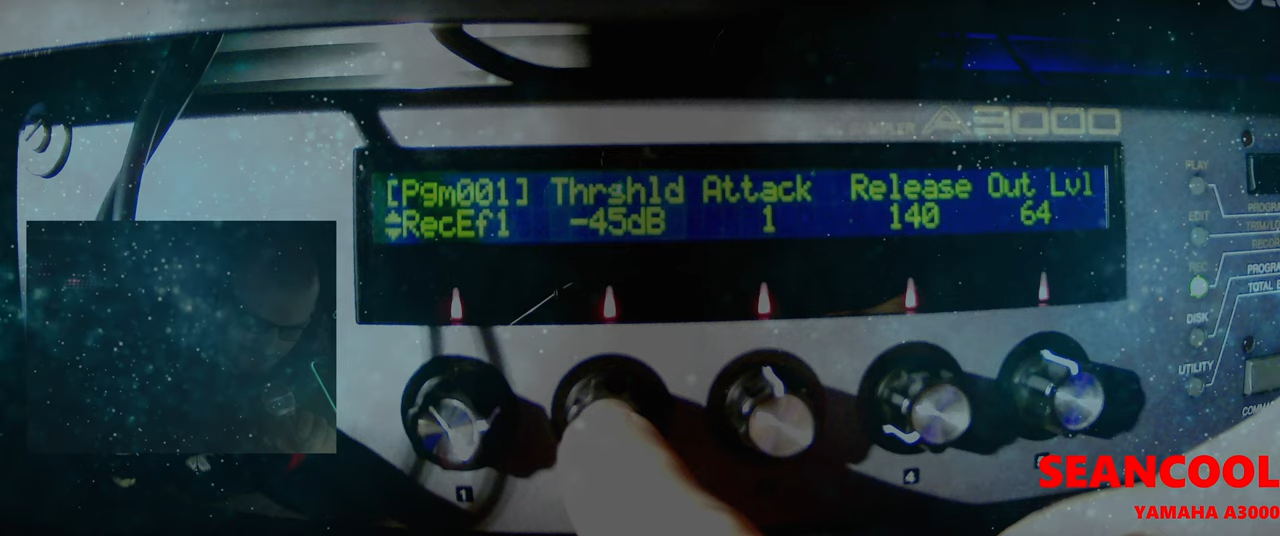 A3000
[Pgm001] Thrshld Attack Release Out Lvl
RecEf1 -45dB 1 140 64
PLAY
EDIT
REC
DISK
UTILITY
TOTAL
1
4
SEANCOOL
YAMAHA A3000